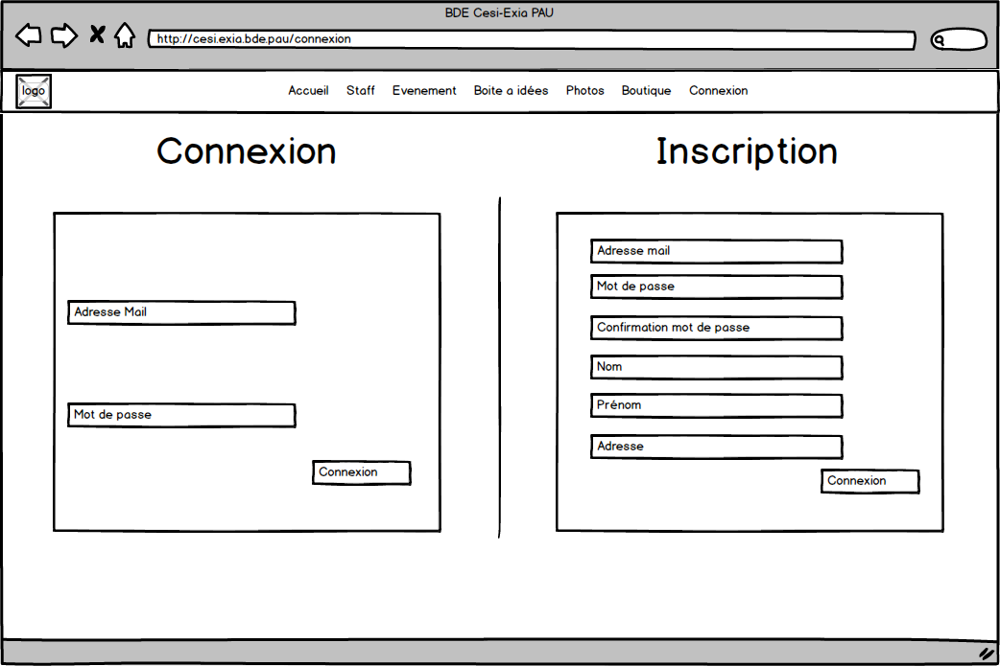 BDE Cesi-Exia PAU
http://cesi.exia.bde.pau/connexion
logo
Accueil Staff Evenement Boite a idées Photos Boutique Connexion
Connexion
Adresse Mail
Mot de passe
Connexion
Inscription
Adresse mail
Mot de passe
Confirmation mot de passe
Nom
Prénom
Adresse
Connexion